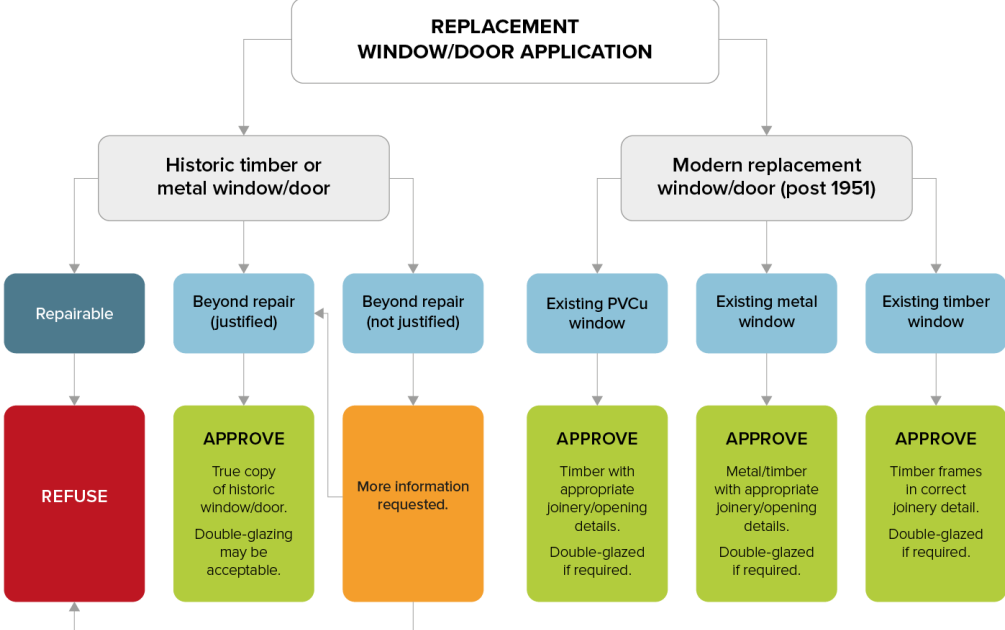 REPLACEMENT
WINDOW/DOOR APPLICATION
Historic timber or
metal window/door
Modern replacement
window/door (post 1951)
Repairable
Beyond repair
(justified)
Beyond repair
(not justified)
Existing PVCu
window
Existing metal
window
Existing timber
window
REFUSE
APPROVE
True copy
of historic
window/door.
Double-glazing
may be
acceptable.
More information
requested.
APPROVE
Timber with
appropriate
joinery/opening
details.
Double-glazed
if required.
APPROVE
Metal/timber
with appropriate
joinery/opening
details.
Double-glazed
if required.
APPROVE
Timber frames
in correct
joinery detail.
Double-glazed
if required.